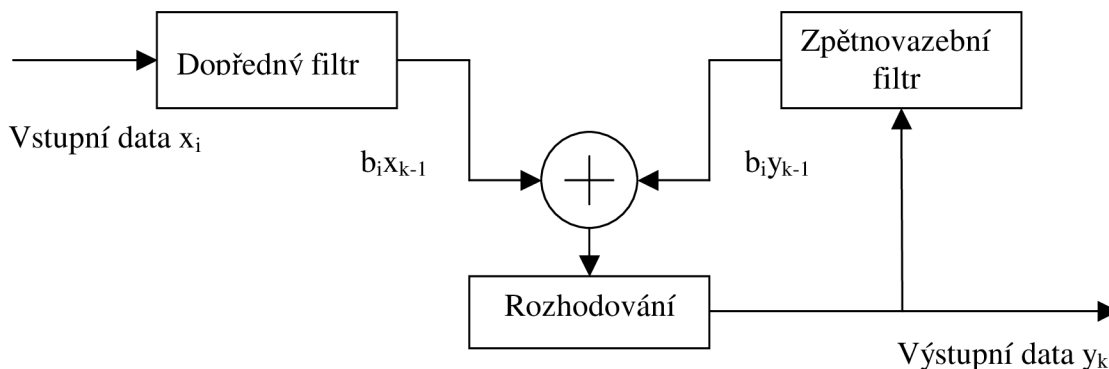 Dopředný filtr
Zpětnovazební
filtr
Vstupní data xi
bixk-1
biyk-1
Rozhodování
Výstupní data yk